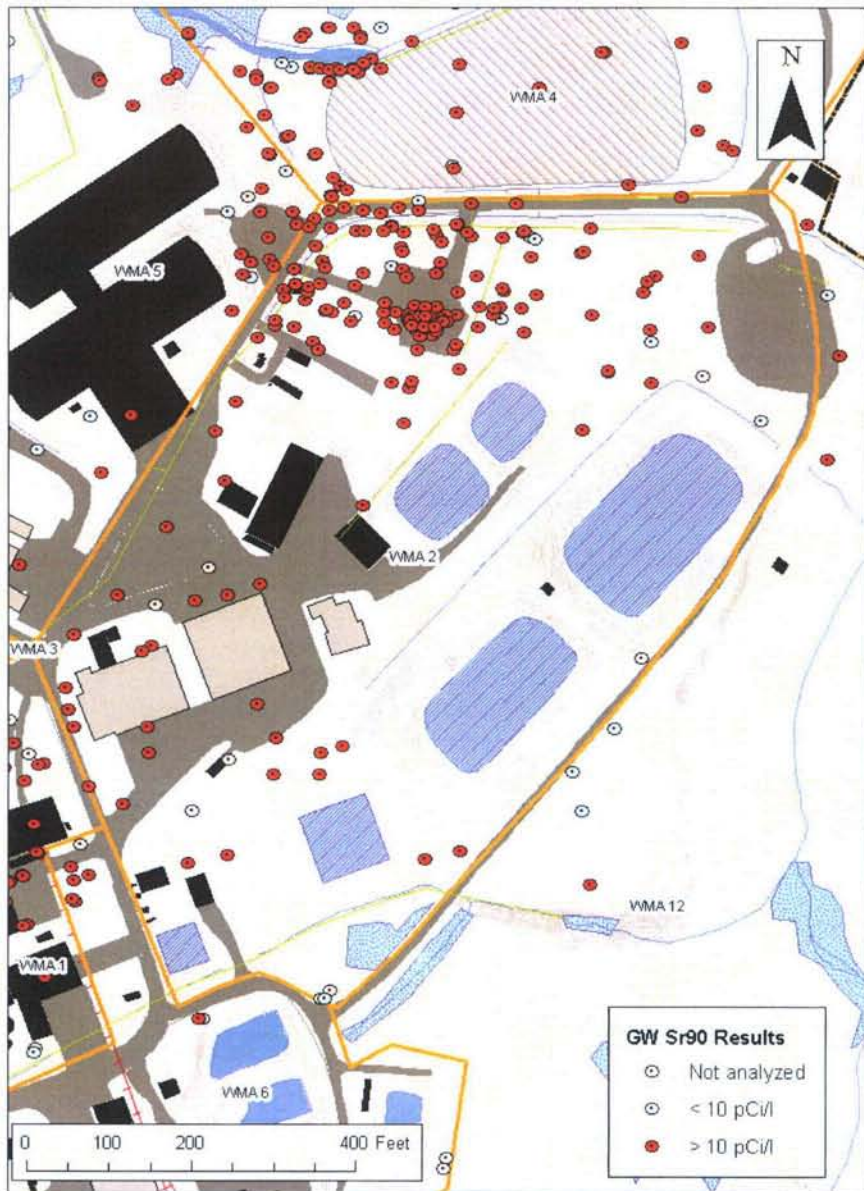 N
WMA 4
WMA 5
WMA 2
WMA 3
WMA 12
WMA 1
WMA 6
GW Sr90 Results
Not analyzed
< 10 pCi/l
> 10 pCi/l
0 100 200 400 Feet